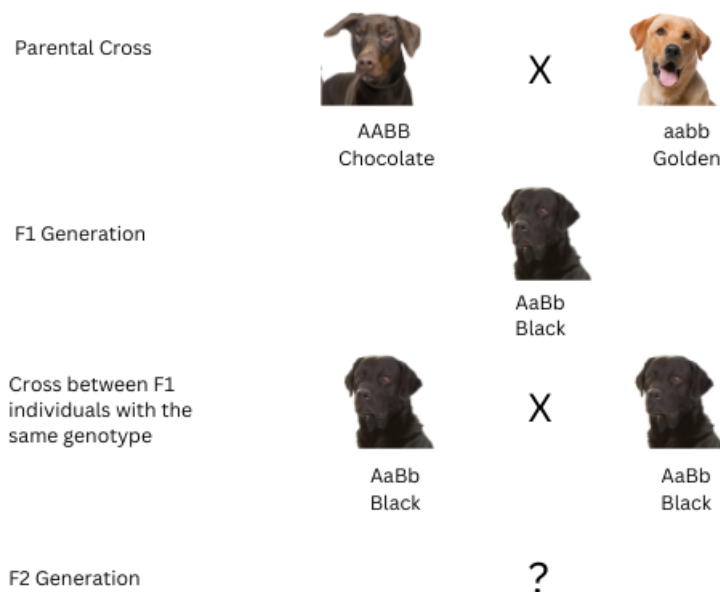 Parental Cross
X
AABB
Chocolate
aabb
Golden
F1 Generation
AaBb
Black
Cross between F1
individuals with the
same genotype
X
AaBb
Black
AaBb
Black
F2 Generation
?